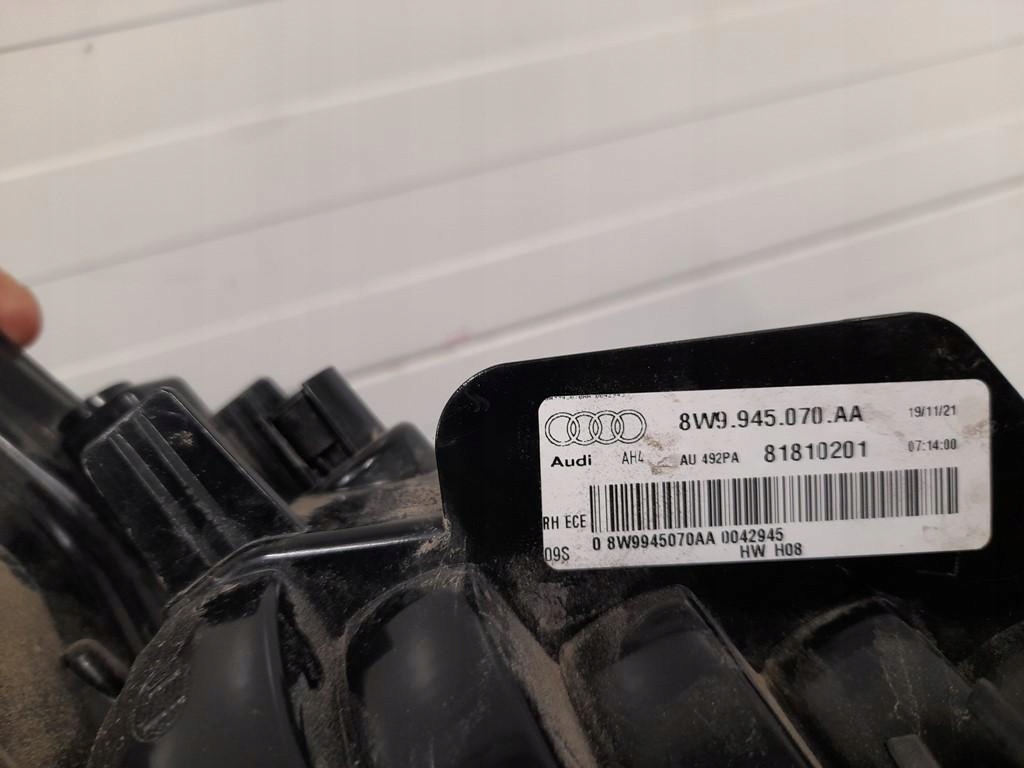 8W9.945.070.AA 19/11/21
Audi AH4 AU 492PA 81810201 07:14:00
RH ECE
0 8W9945070AA 0042945
09S HW H08